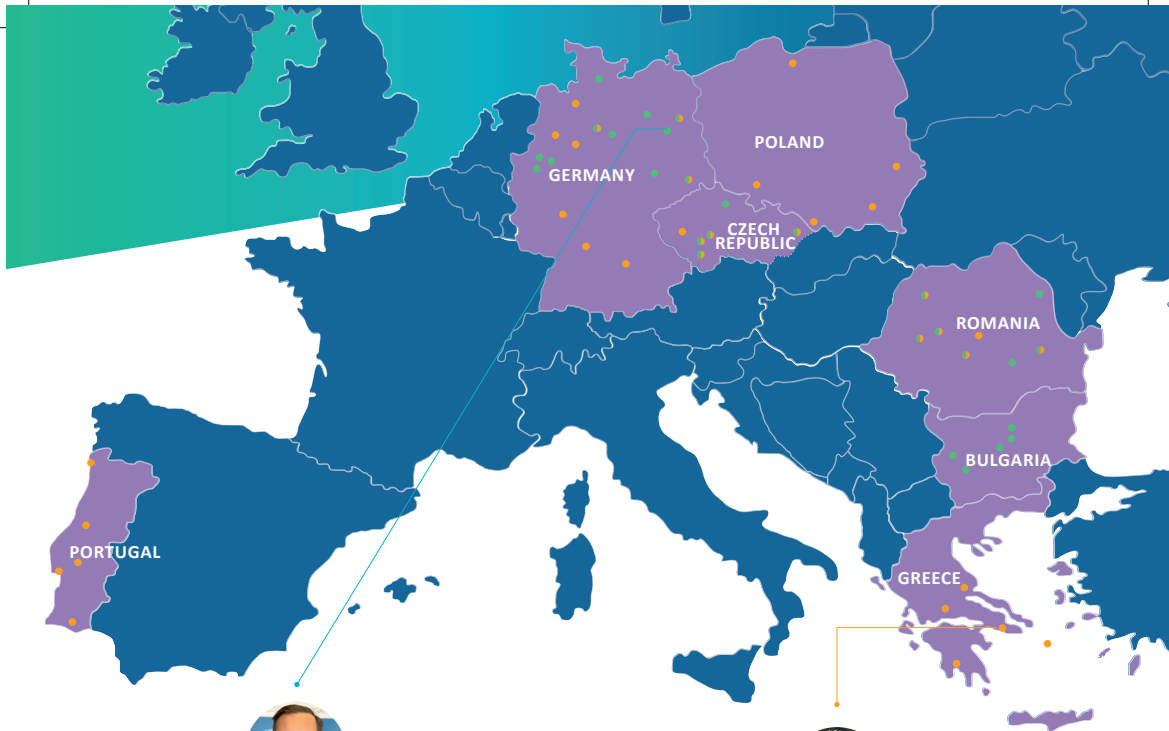 POLAND
GERMANY
CZECH
REPUBLIC
ROMANIA
BULGARIA
PORTUGAL
GREECE